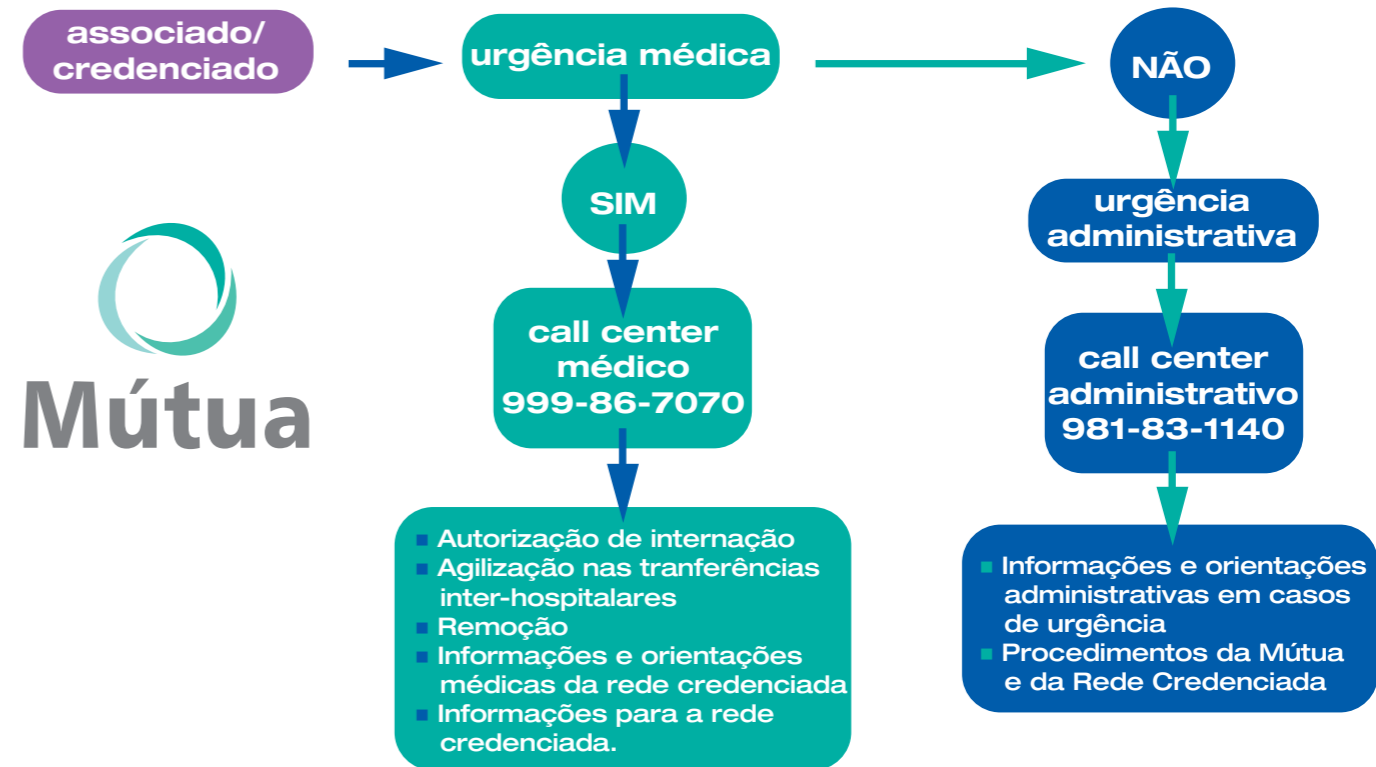 associado/
credenciado
urgência médica
NÃO
SIM
urgência
administrativa
Mútua
call center
médico
999-86-7070
call center
administrativo
981-83-1140
Autorização de internação
Agilização nas tranferências
inter-hospitalares
Remoção
Informações e orientações
médicas da rede credenciada
Informações para a rede
credenciada.
Informações e orientações
administrativas em casos
de urgência
Procedimentos da Mútua
e da Rede Credenciada